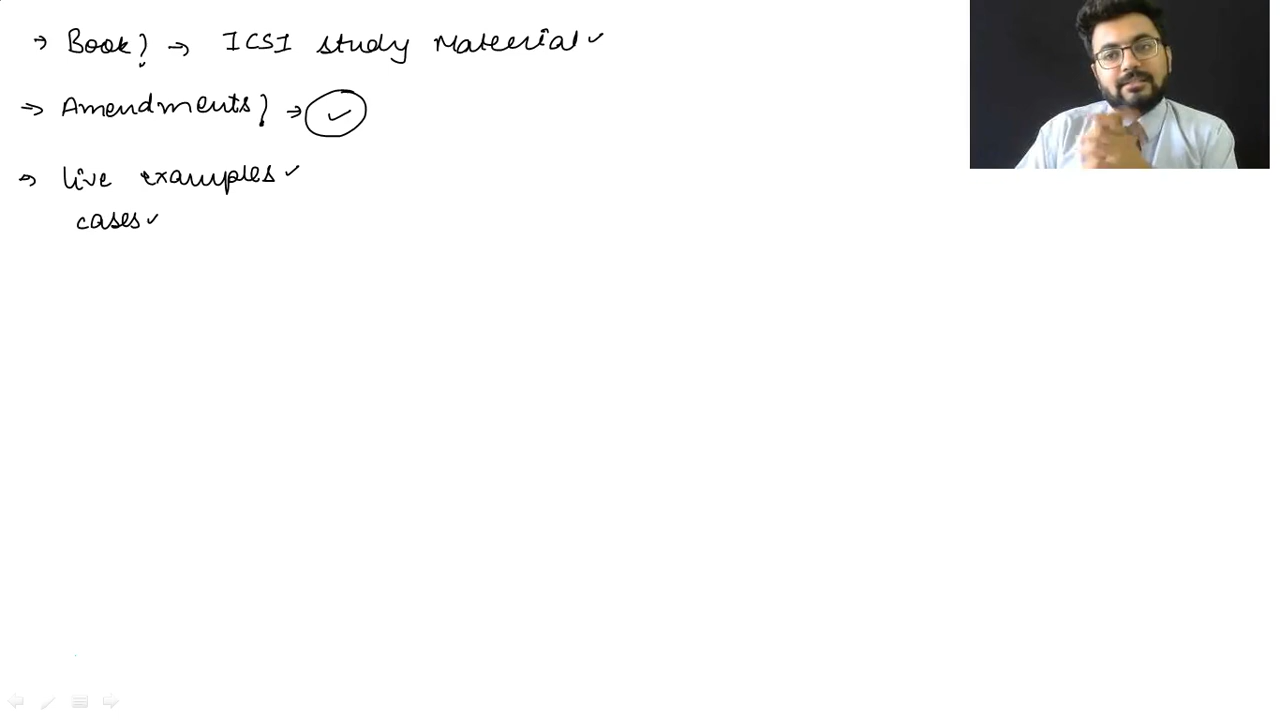 → Book? → ICSI study Material ✓
→ Amendments? → ✓
→ live examples ✓
cases ✓